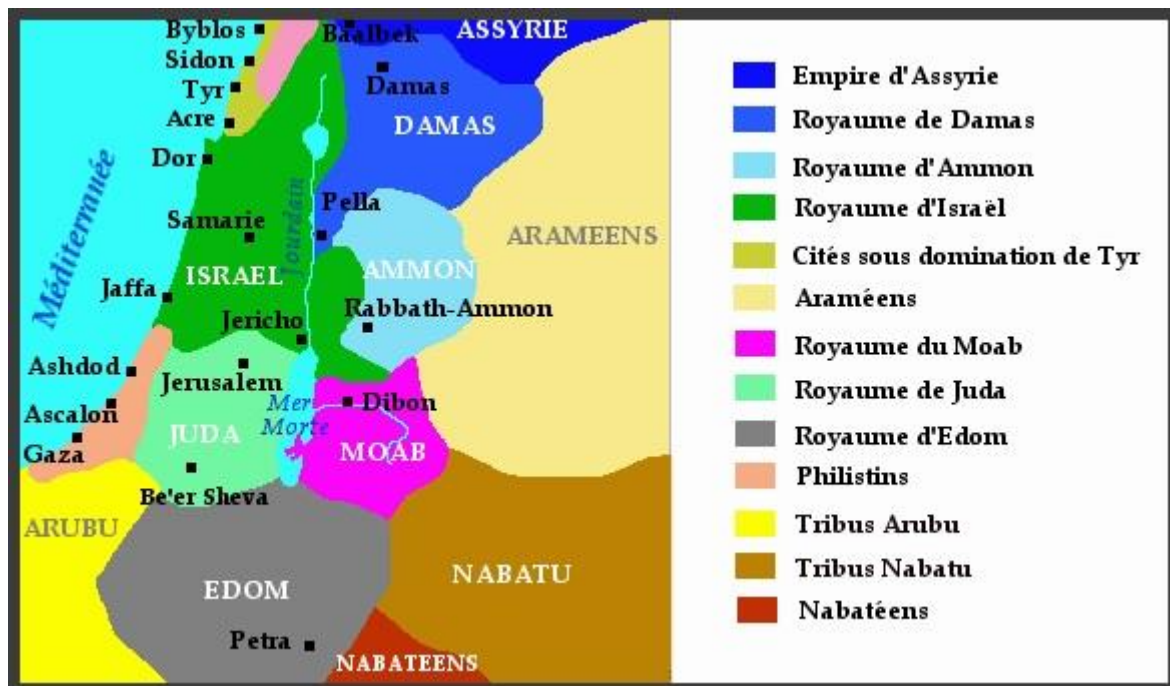 Byblos
Baalbek
ASSYRIE
Sidon
Damas
Tyr
Acre
DAMAS
Dor
Méditerranée
Jourdain
Pella
Samarie
ARAMEENS
ISRAEL
AMMON
Jaffa
Jericho
Rabbath-Ammon
Ashdod
Jerusalem
Ascalon
Mer
Morte
Dibon
JUDA
MOAB
Gaza
Be'er Sheva
ARUBU
EDOM
NABATU
Petra
NABATEENS
Empire d'Assyrie
Royaume de Damas
Royaume d'Ammon
Royaume d'Israël
Cités sous domination de Tyr
Araméens
Royaume du Moab
Royaume de Juda
Royaume d'Edom
Philistins
Tribus Arubu
Tribus Nabatu
Nabatéens